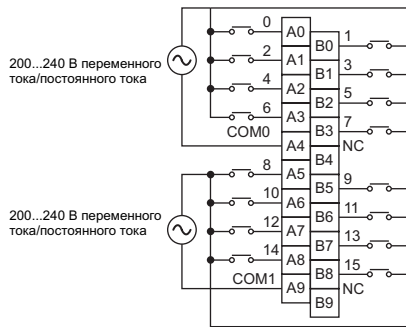 0 A0 B0 1
2 A1 B1 3
200...240 В переменного
тока/постоянного тока
4 A2 B2 5
6 A3 B3 7
COM0 A4 NC
B4
8 A5 B5 9
10 A6 B6 11
200...240 В переменного
тока/постоянного тока
12 A7 B7 13
14 A8 B8 15
COM1 A9 NC
B9